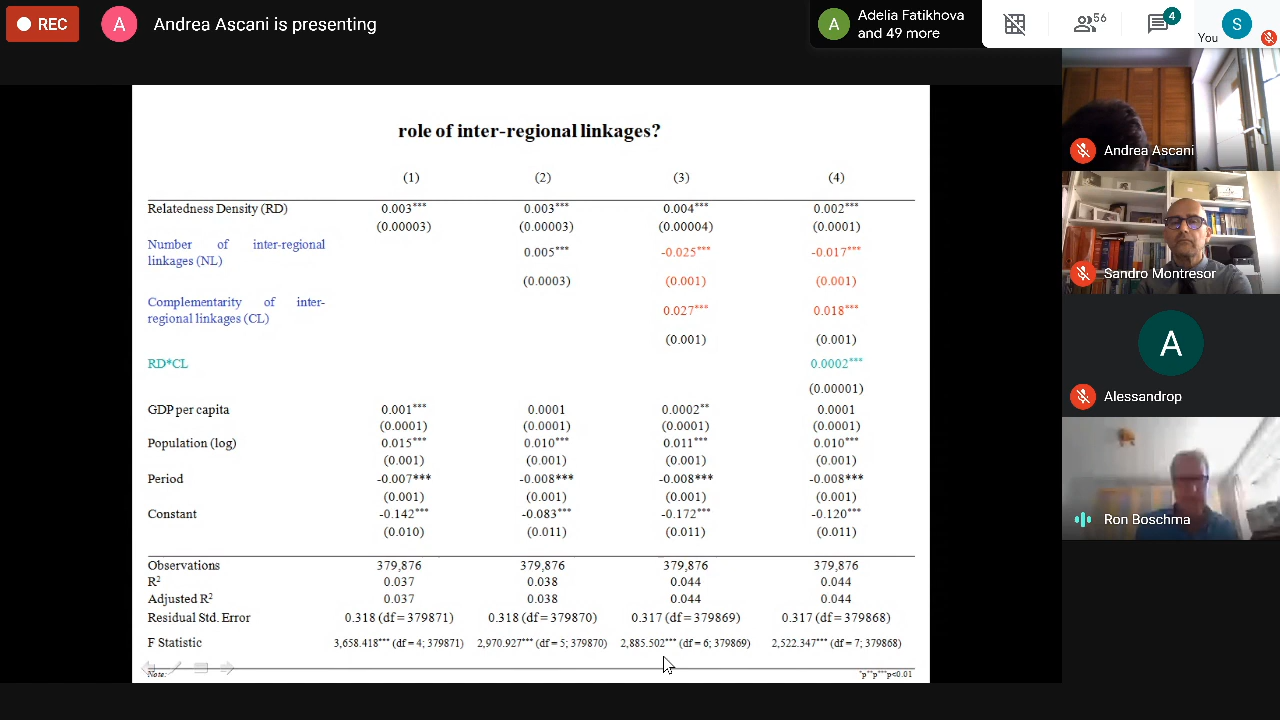 REC
A
Andrea Ascani is presenting
A
Adelia Fatikhova
and 49 more
56
4
You
S
role of inter-regional linkages?
(1) (2) (3) (4)
Relatedness Density (RD) 0.003*** 0.003*** 0.004*** 0.002***
(0.00003) (0.00003) (0.00004) (0.0001)
Number of inter-regional
linkages (NL) 0.005*** -0.025*** -0.017***
(0.0003) (0.001) (0.001)
Complementarity of inter-
regional linkages (CL) 0.027*** 0.018***
(0.001) (0.001)
RD*CL 0.0002***
(0.00001)
GDP per capita 0.001*** 0.0001 0.0002** 0.0001
(0.0001) (0.0001) (0.0001) (0.0001)
Population (log) 0.015*** 0.010*** 0.011*** 0.010***
(0.001) (0.001) (0.001) (0.001)
Period -0.007*** -0.008*** -0.008*** -0.008***
(0.001) (0.001) (0.001) (0.001)
Constant -0.142*** -0.083*** -0.172*** -0.120***
(0.010) (0.011) (0.011) (0.011)
Observations 379,876 379,876 379,876 379,876
R² 0.037 0.038 0.044 0.044
Adjusted R² 0.037 0.038 0.044 0.044
Residual Std. Error 0.318 (df = 379871) 0.318 (df = 379870) 0.317 (df = 379869) 0.317 (df = 379868)
F Statistic 3,658.418*** (df = 4; 379871) 2,970.927*** (df = 5; 379870) 2,885.502*** (df = 6; 379869) 2,522.347*** (df = 7; 379868)
Note: *p**p***p<0.01
Andrea Ascani
Sandro Montresor
A
Alessandrop
Ron Boschma